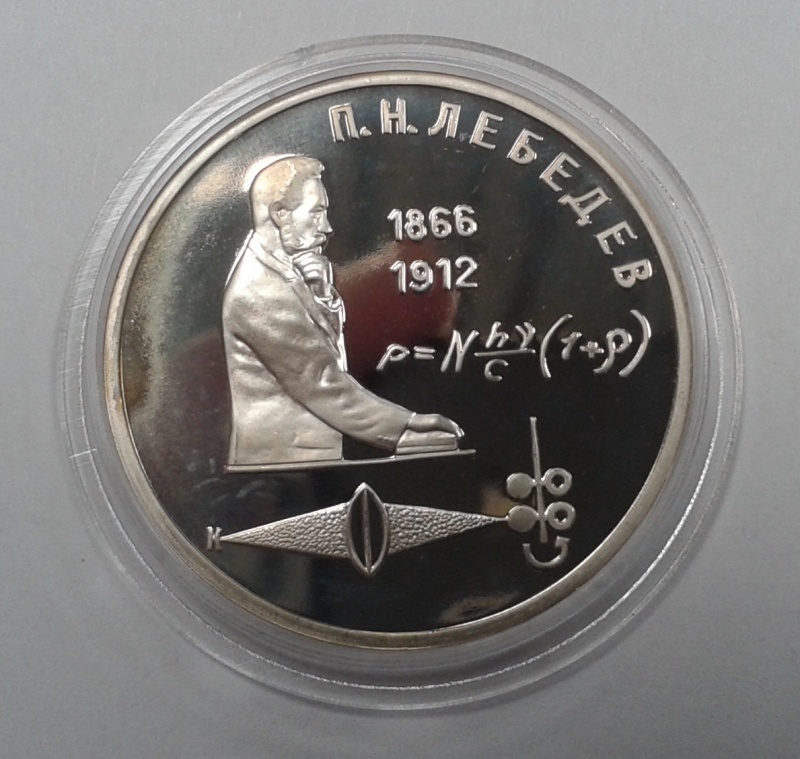 П.Н.ЛЕБЕДЕВ
1866
1912
p=N hν/c (1+ρ)
И